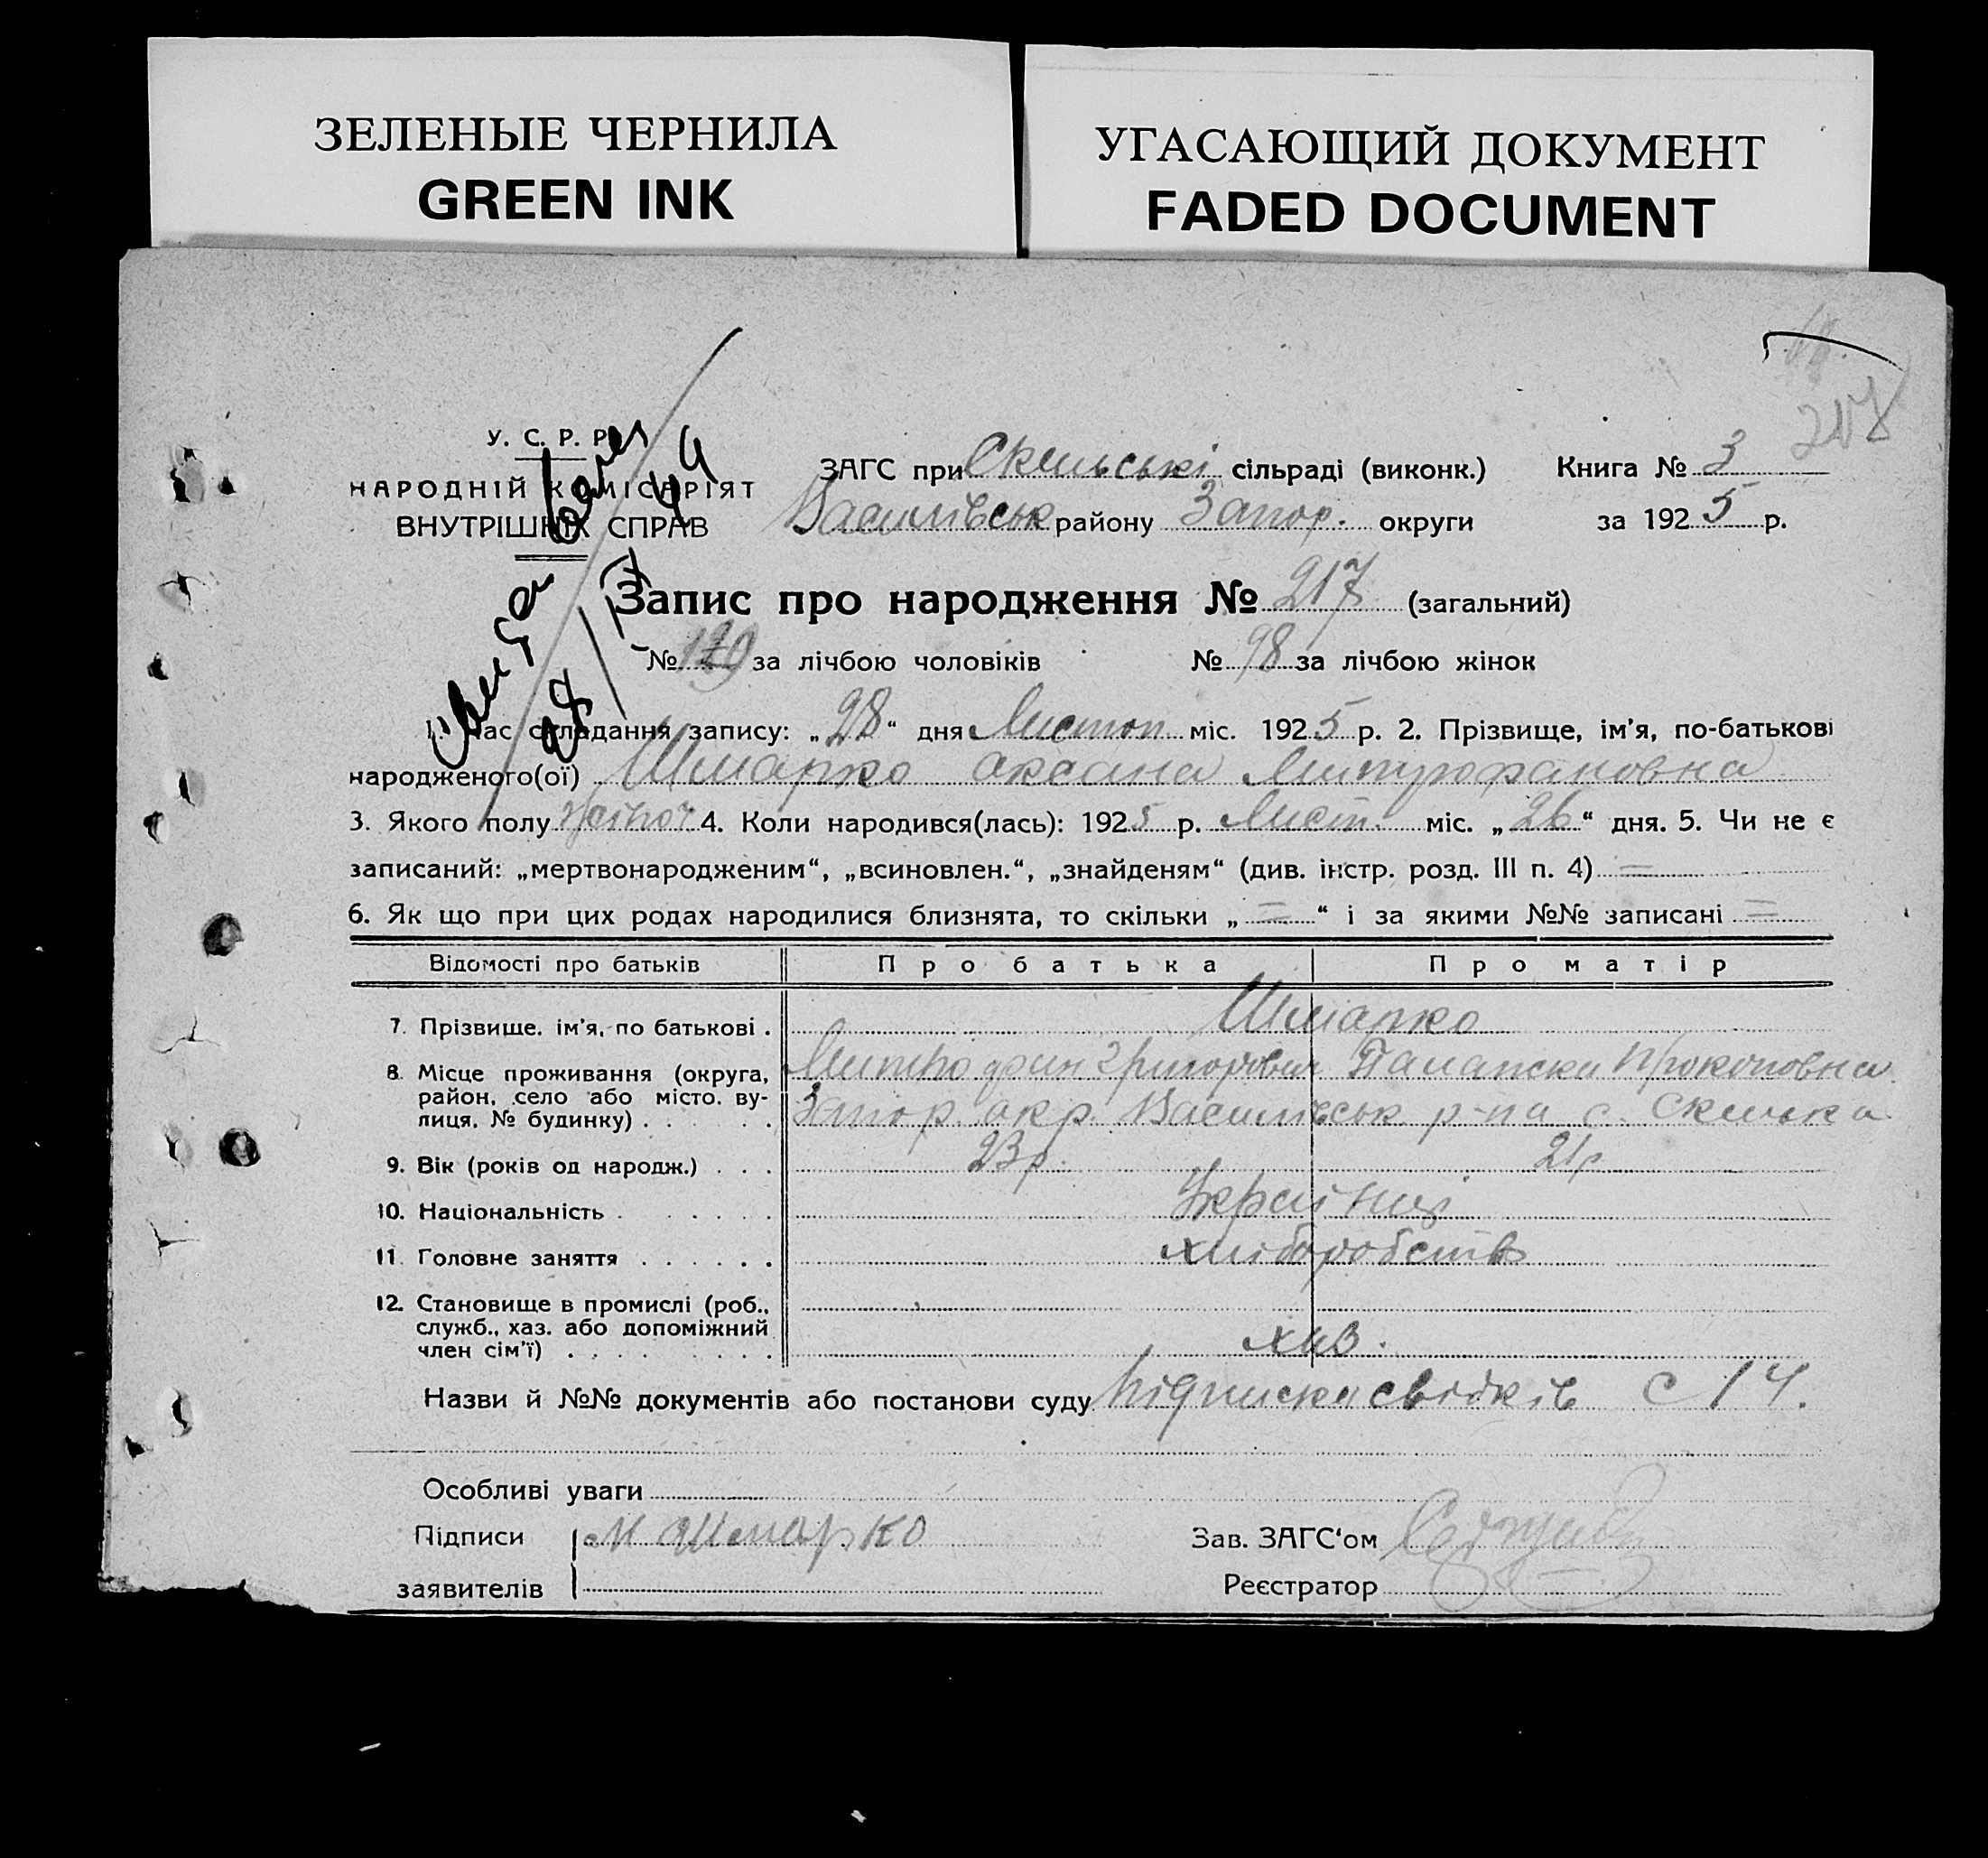 ЗЕЛЕНЫЕ ЧЕРНИЛА
GREEN INK
УГАСАЮЩИЙ ДОКУМЕНТ
FADED DOCUMENT
У. С. Р. Р.
НАРОДНІЙ КОМІСАРІЯТ
ВНУТРІШНІХ СПРАВ
ЗАГС при Скельські сільраді (виконк.) Книга № 3
Василівськ району Запор. округи за 1925 р.
Запис про народження № 217 (загальний)
№ за лічбою чоловіків № 98 за лічбою жінок
1. Час складання запису: „28“ дня Листоп міс. 1925 р. 2. Прізвище, ім’я, по-батькові
народженого(ої) Шмарко Оксана Митрофановна
3. Якого полу 4. Коли народився(лась): 1925 р. Лист. міс. „26“ дня. 5. Чи не є
записаний: „мертвонародженим“, „всиновлен.“, „знайденям“ (див. інстр. розд. III п. 4) =
6. Як що при цих родах народилися близнята, то скільки „=“ і за якими №№ записані =
Відомості про батьків Про батька Про матір
7. Прізвище, ім’я, по батькові . Шмарко
Митрофан Григорович Прокоповна
8. Місце проживання (округа, район, село або місто, вулиця, № будинку) . Запор. окр. Василівськ р-на с. Скелька
9. Вік (років од народж.) . . . 23 р. 21 р
10. Національність . Українці
11. Головне заняття . . . . . . хліборобств
12. Становище в промислі (роб., служб., хаз. або допоміжний член сім’ї) .
Назви й №№ документів або постанови суду Підписка свідків с 14.
Особливі уваги
Підписи М Шмарко Зав. ЗАГС‘ом
заявителів Реєстратор